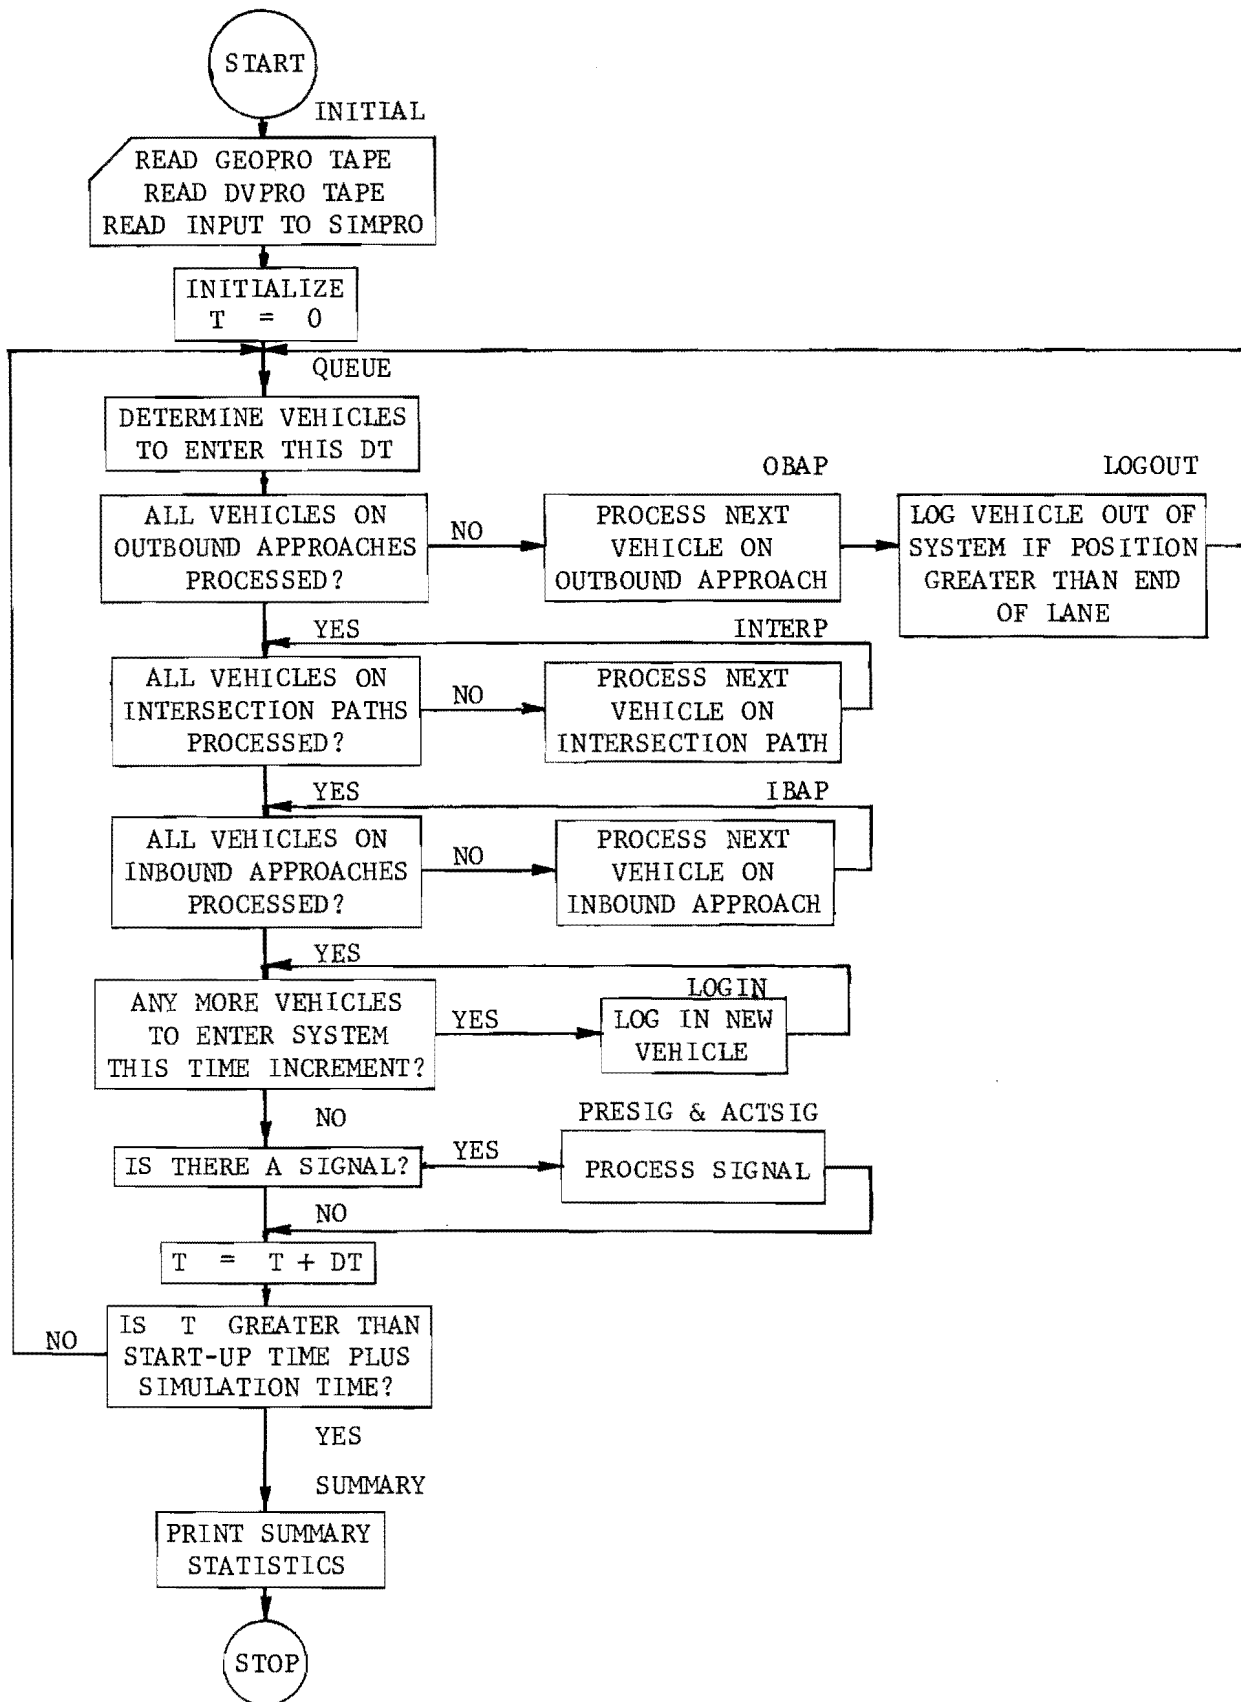 START
INITIAL
READ GEOPRO TAPE
READ DVPRO TAPE
READ INPUT TO SIMPRO
INITIALIZE
T = 0
QUEUE
DETERMINE VEHICLES
TO ENTER THIS DT
OBAP
LOGOUT
ALL VEHICLES ON
OUTBOUND APPROACHES
PROCESSED?
NO
PROCESS NEXT
VEHICLE ON
OUTBOUND APPROACH
LOG VEHICLE OUT OF
SYSTEM IF POSITION
GREATER THAN END
OF LANE
YES
INTERP
ALL VEHICLES ON
INTERSECTION PATHS
PROCESSED?
NO
PROCESS NEXT
VEHICLE ON
INTERSECTION PATH
YES
IBAP
ALL VEHICLES ON
INBOUND APPROACHES
PROCESSED?
NO
PROCESS NEXT
VEHICLE ON
INBOUND APPROACH
YES
LOGIN
ANY MORE VEHICLES
TO ENTER SYSTEM
THIS TIME INCREMENT?
YES
LOG IN NEW
VEHICLE
NO
PRESIG & ACTSIG
IS THERE A SIGNAL?
YES
PROCESS SIGNAL
NO
T = T + DT
IS T GREATER THAN
START-UP TIME PLUS
SIMULATION TIME?
NO
YES
SUMMARY
PRINT SUMMARY
STATISTICS
STOP